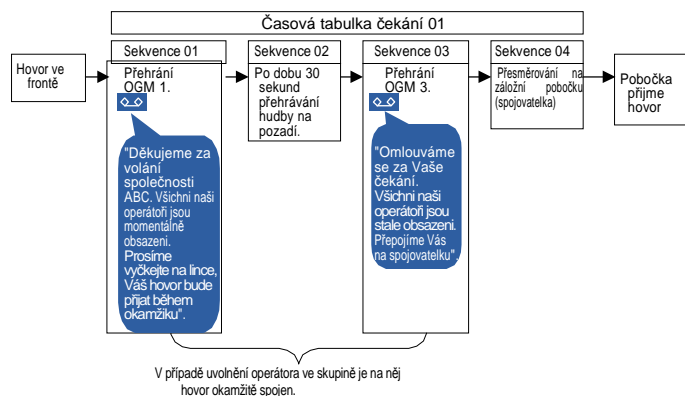 Časová tabulka čekání 01
Hovor ve
frontě
Sekvence 01
Přehrání
OGM 1.
"Děkujeme za
volání
společnosti
ABC. Všichni naši
operátoři jsou
momentálně
obsazeni.
Prosíme
vyčkejte na lince,
Váš hovor bude
přijat během
okamžiku".
Sekvence 02
Po dobu 30
sekund
přehrávání
hudby na
pozadí.
Sekvence 03
Přehrání
OGM 3.
"Omlouváme
se za Vaše
čekání.
Všichni naši
operátoři jsou
stale obsazeni.
Přepojíme Vás
na spojovatelku".
Sekvence 04
Přesměrování na
záložní pobočku
(spojovatelka)
Pobočka
přijme
hovor
V případě uvolnění operátora ve skupině je na něj
hovor okamžitě spojen.